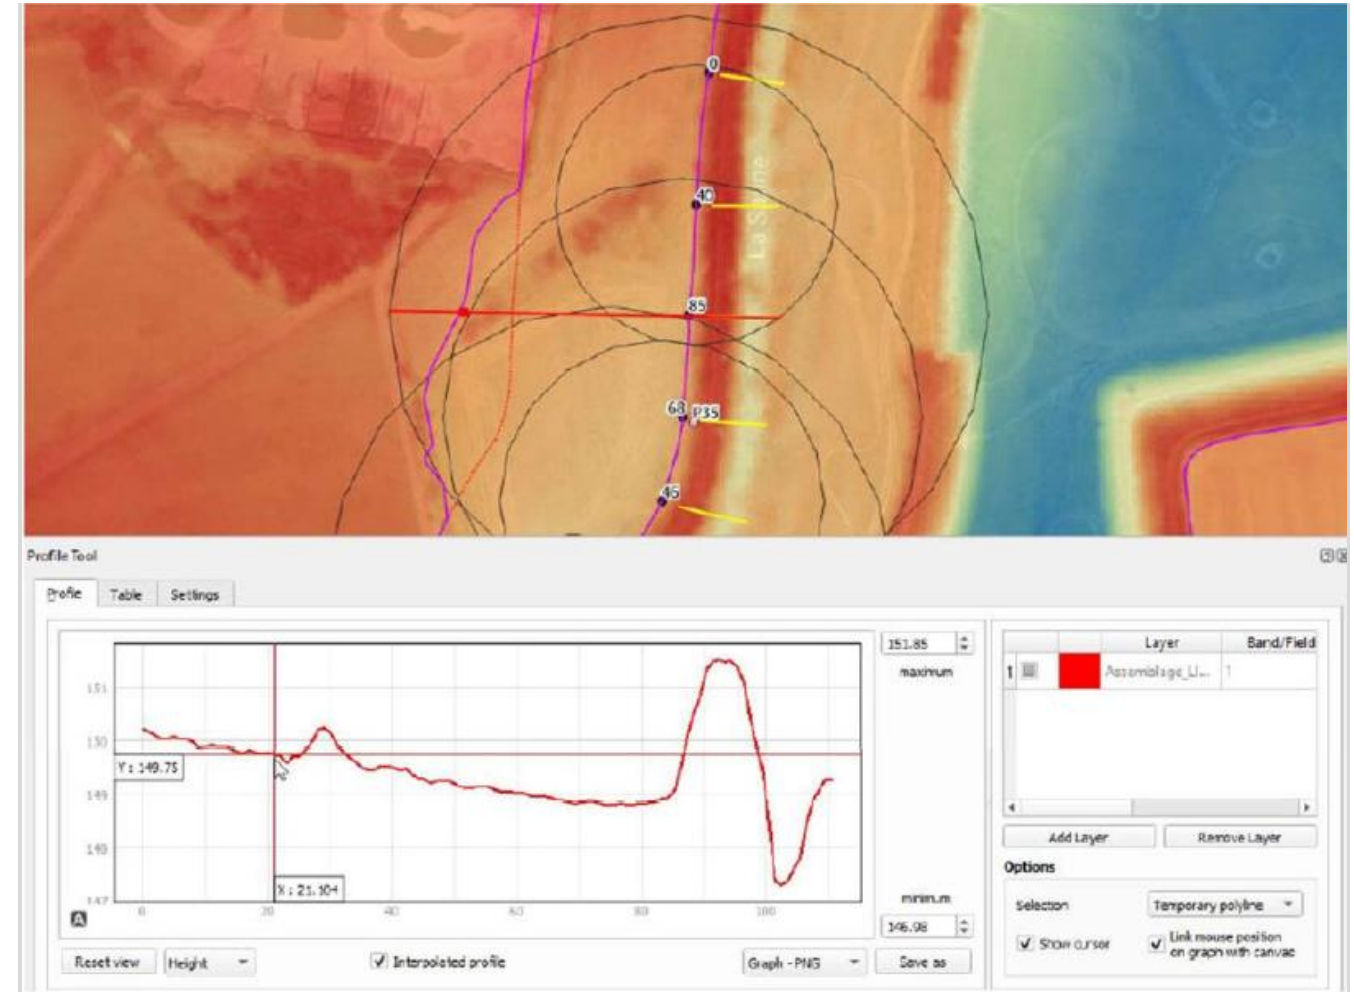 0
40
85
68 P35
45
Profile Tool
Profile Table Settings
151
150
149
147
Y : 149.75
X : 21.104
0 20 40 100
A
151.85
maximum
minimum
146.98
Layer Band/Field
1 Assemblage_LI... 1
Add Layer Remove Layer
Options
Selection Temporary polyline
Show cursor
Link mouse position
on graph with canvas
Reset view Height Interpolated profile Graph - PNG Save as